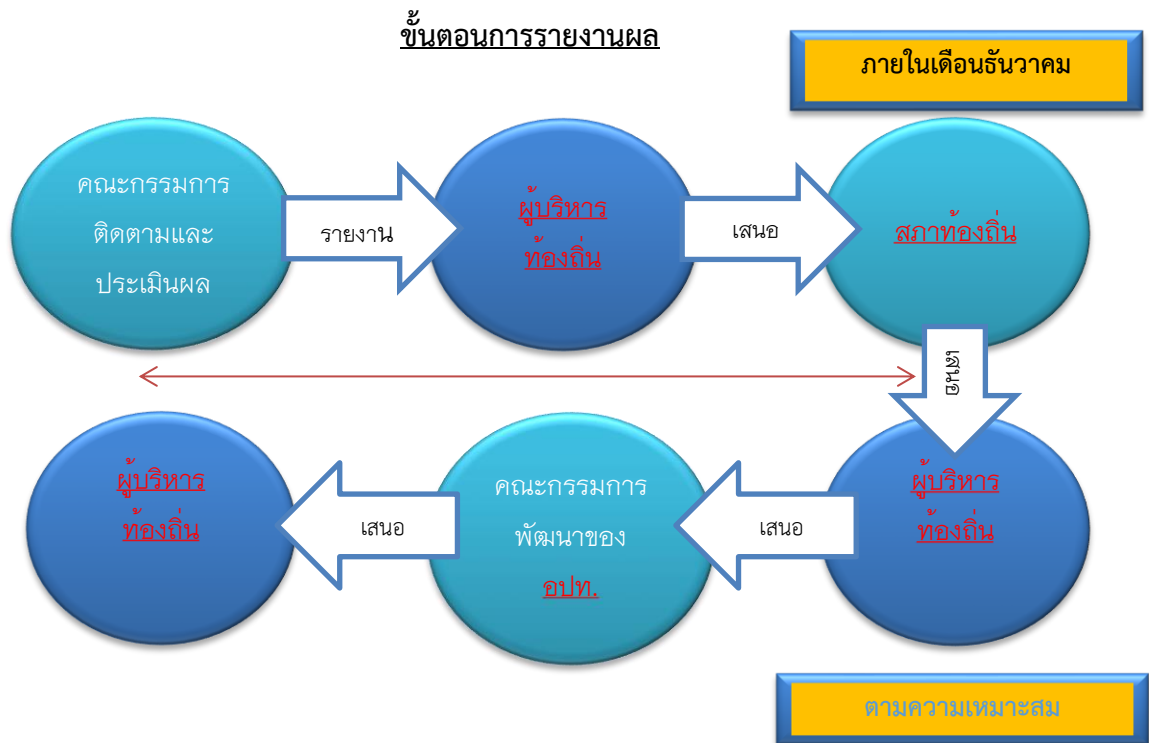 ขั้นตอนการรายงานผล
ภายในเดือนธันวาคม
คณะกรรมการ
ติดตามและ
ประเมินผล
รายงาน
ผู้บริหาร
ท้องถิ่น
เสนอ
สภาท้องถิ่น
เสนอ
ผู้บริหาร
ท้องถิ่น
เสนอ
คณะกรรมการ
พัฒนาของ
อปท.
เสนอ
ผู้บริหาร
ท้องถิ่น
ตามความเหมาะสม